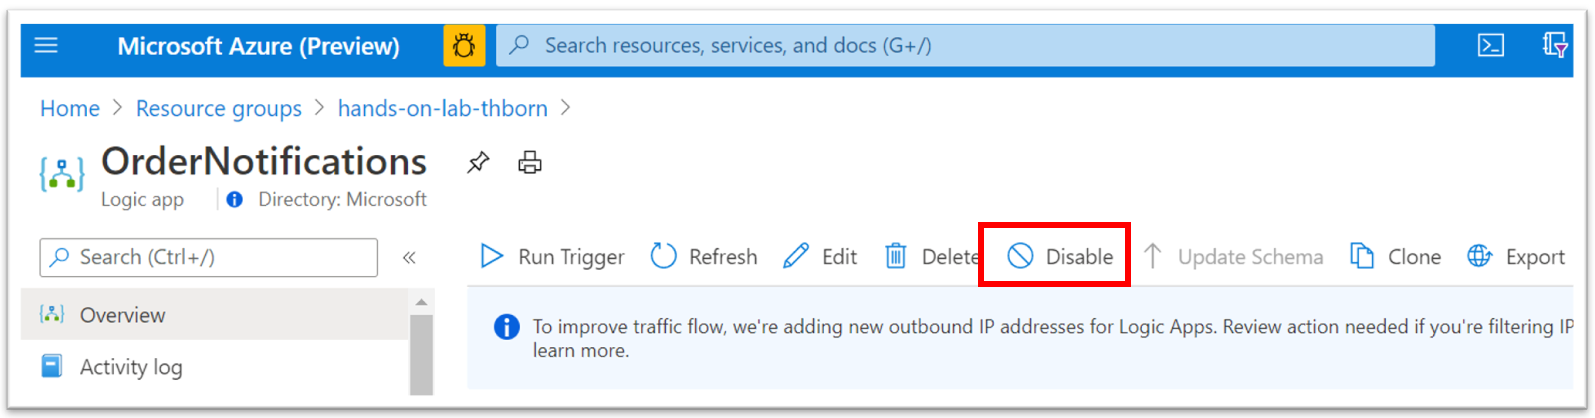 Microsoft Azure (Preview)
Search resources, services, and docs (G+/)
Home > Resource groups > hands-on-lab-thborn >
OrderNotifications
Logic app
Directory: Microsoft
Search (Ctrl+/)
«
Run Trigger
Refresh
Edit
Delete
Disable
Update Schema
Clone
Export
Overview
Activity log
To improve traffic flow, we're adding new outbound IP addresses for Logic Apps. Review action needed if you're filtering IP
learn more.